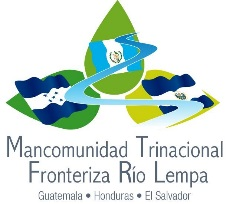 Mancomunidad Trinacional
Fronteriza Río Lempa
Guatemala • Honduras • El Salvador